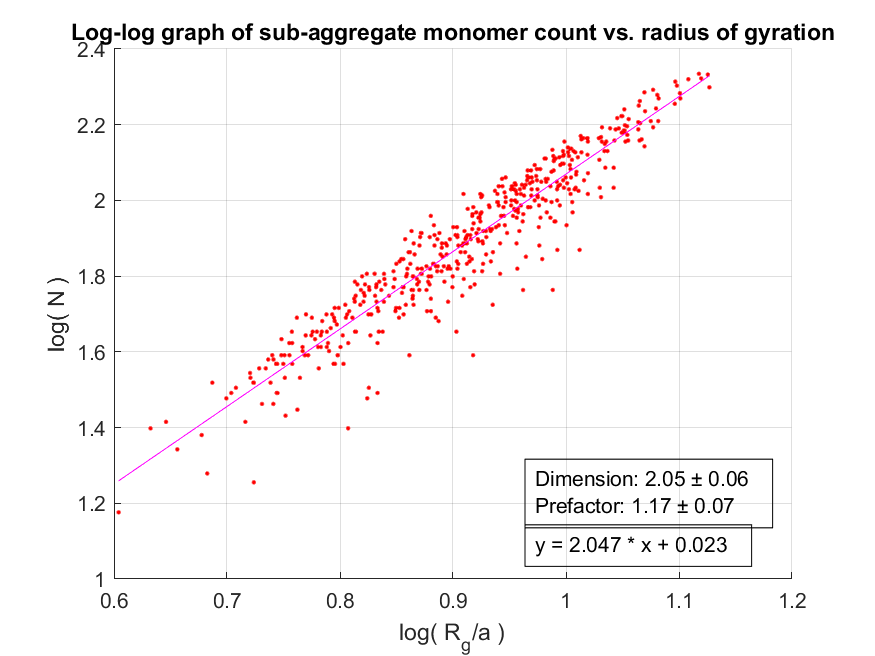 Log-log graph of sub-aggregate monomer count vs. radius of gyration
2.4
2.2
2
1.8
1.6
1.4
1.2
1
log( N )
Dimension: 2.05 ± 0.06
Prefactor: 1.17 ± 0.07
y = 2.047 * x + 0.023
0.6 0.7 0.8 0.9 1 1.1 1.2
log( R_g/a )